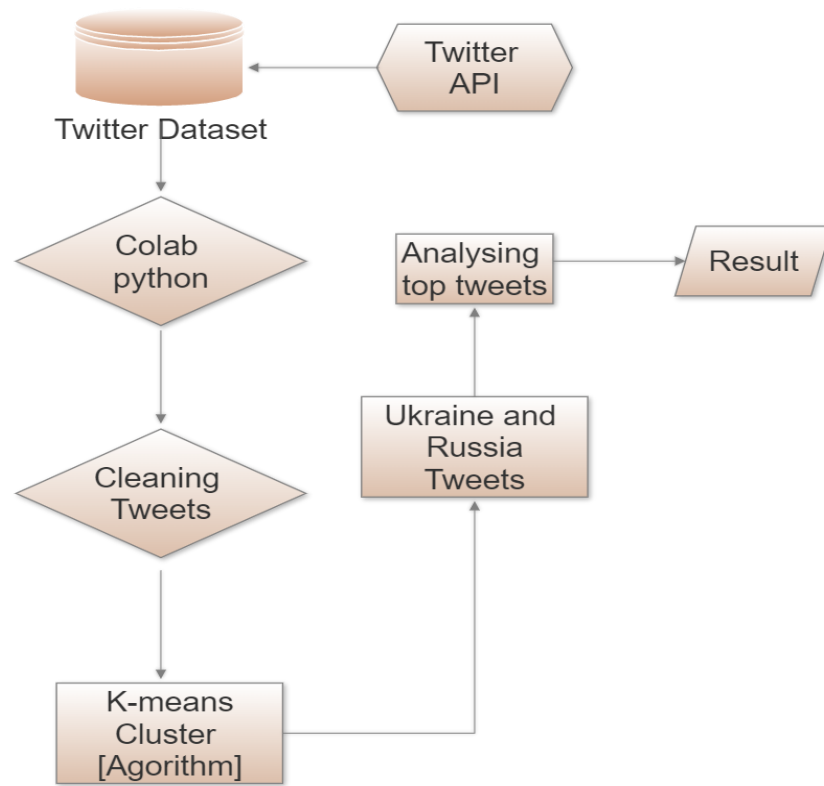 Twitter
API
Twitter Dataset
Colab
python
Cleaning
Tweets
K-means
Cluster
[Agorithm]
Ukraine and
Russia
Tweets
Analysing
top tweets
Result